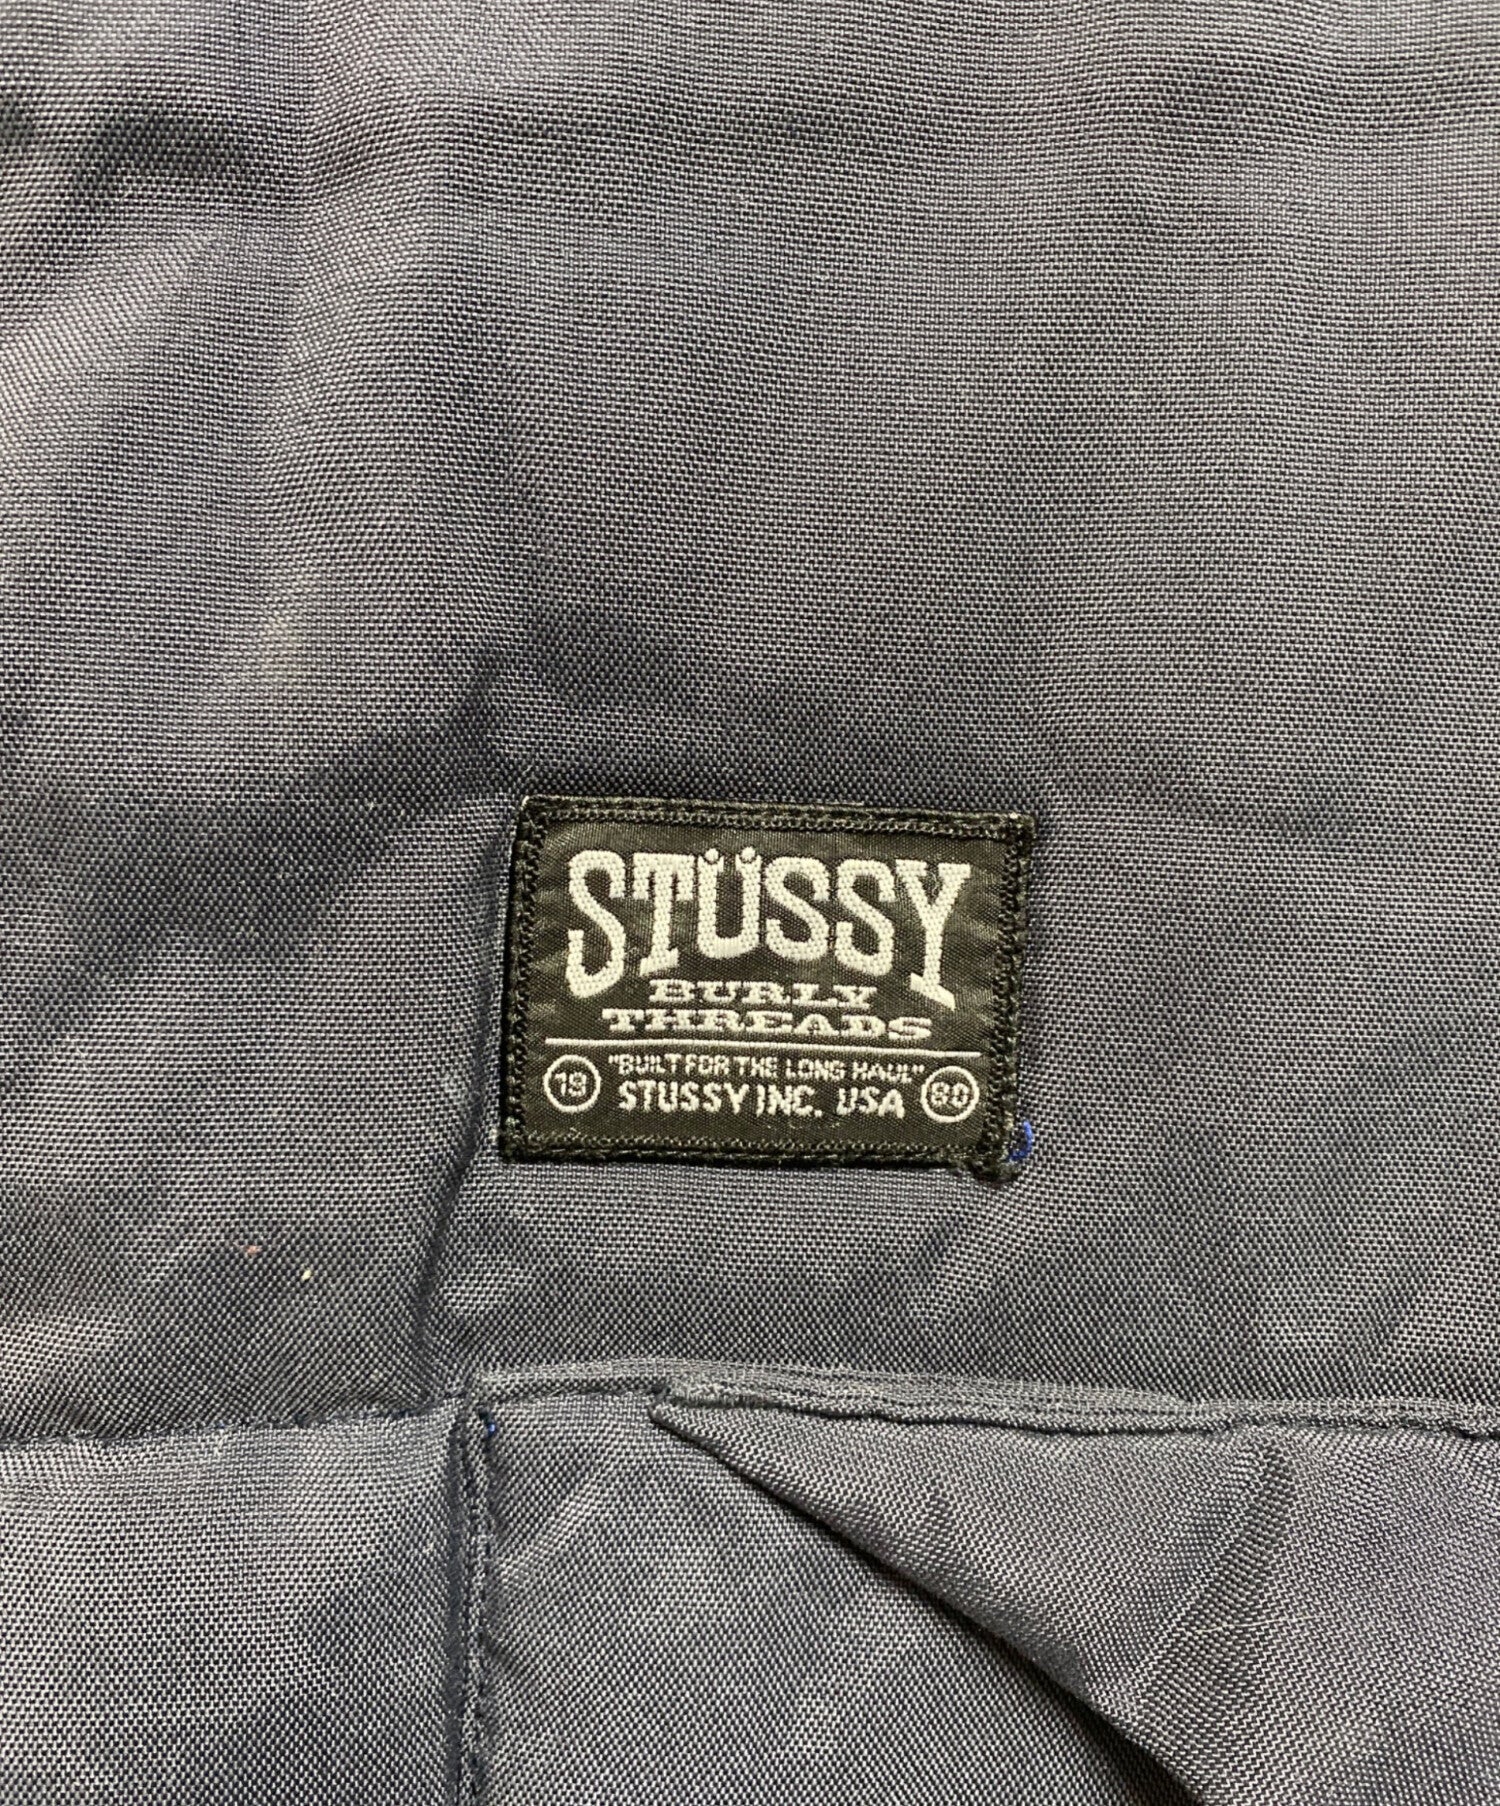 STÜSSY
BURLY
THREADS
"BUILT FOR THE LONG HAUL"
19 STUSSY INC. USA 80